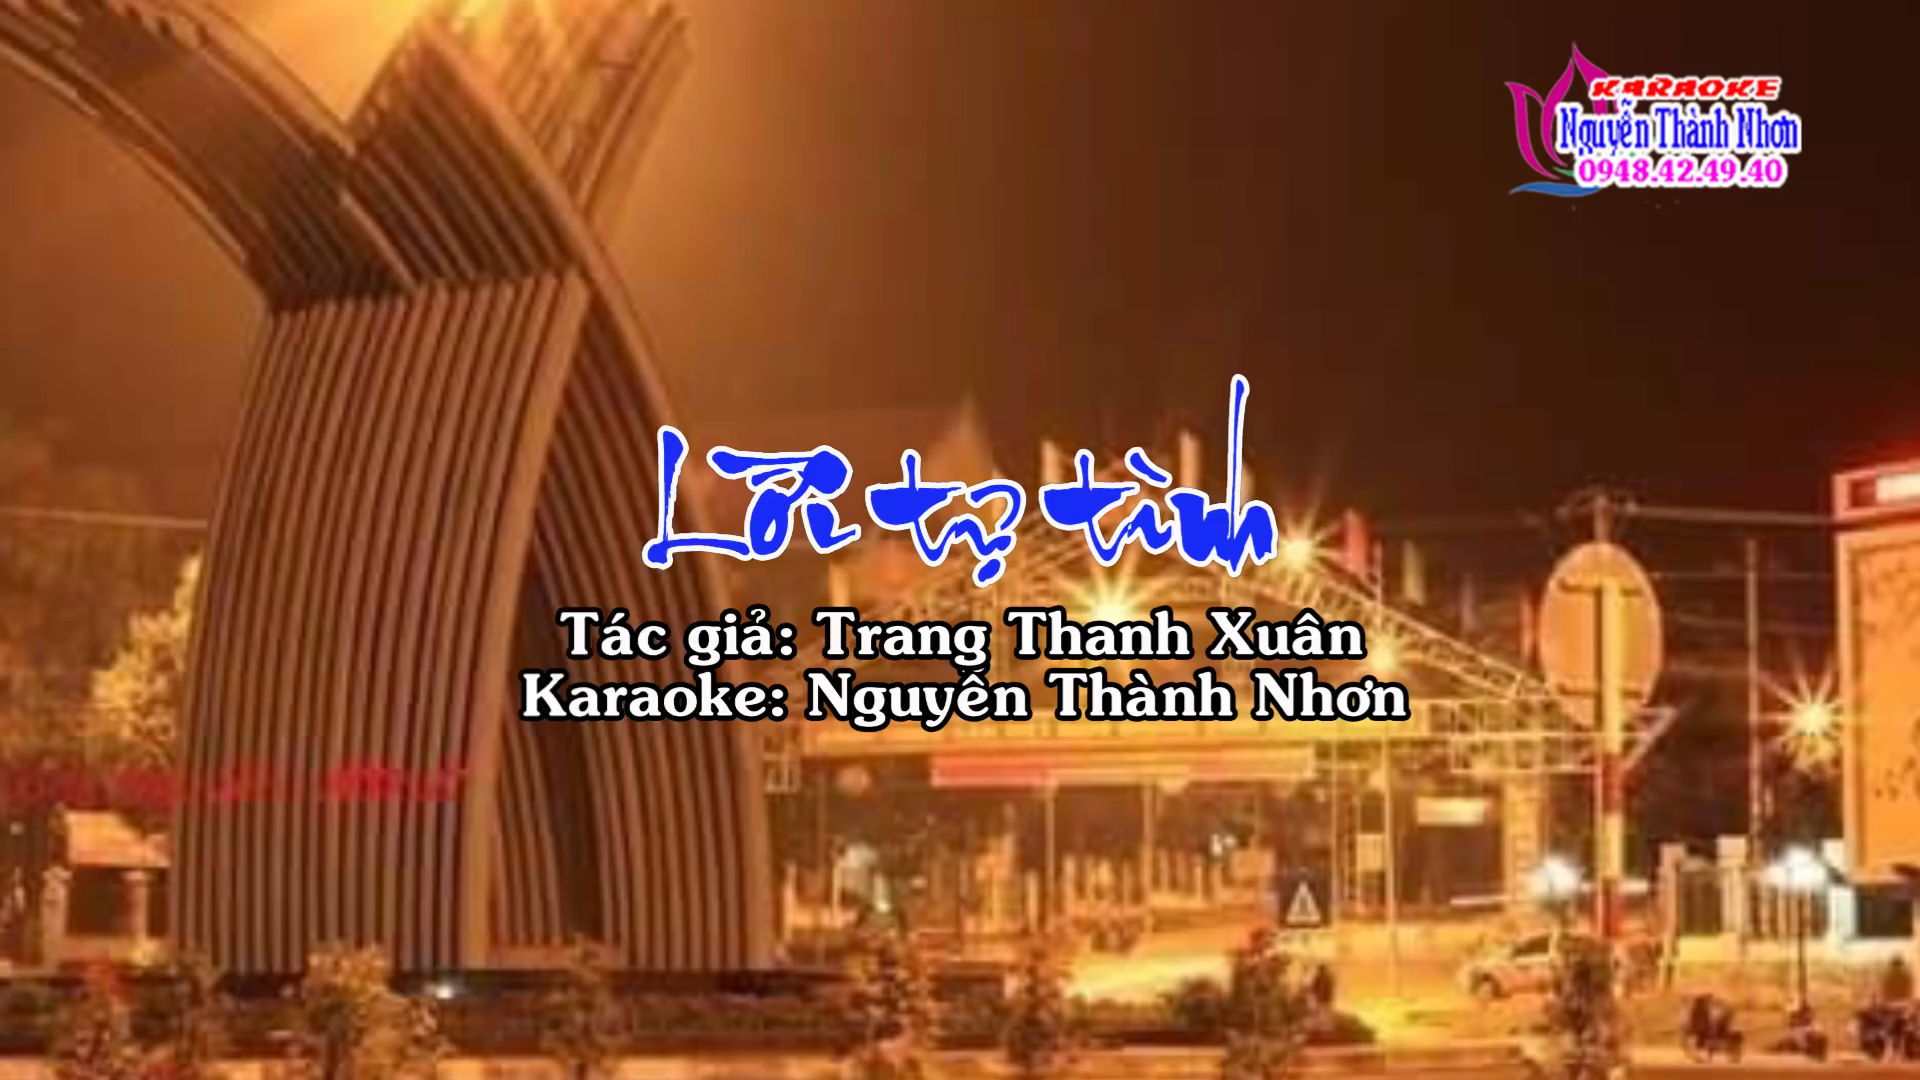 KARAOKE
Nguyễn Thành Nhơn
0948.42.49.40
Lời tự tình
Tác giả: Trang Thanh Xuân
Karaoke: Nguyễn Thành Nhơn